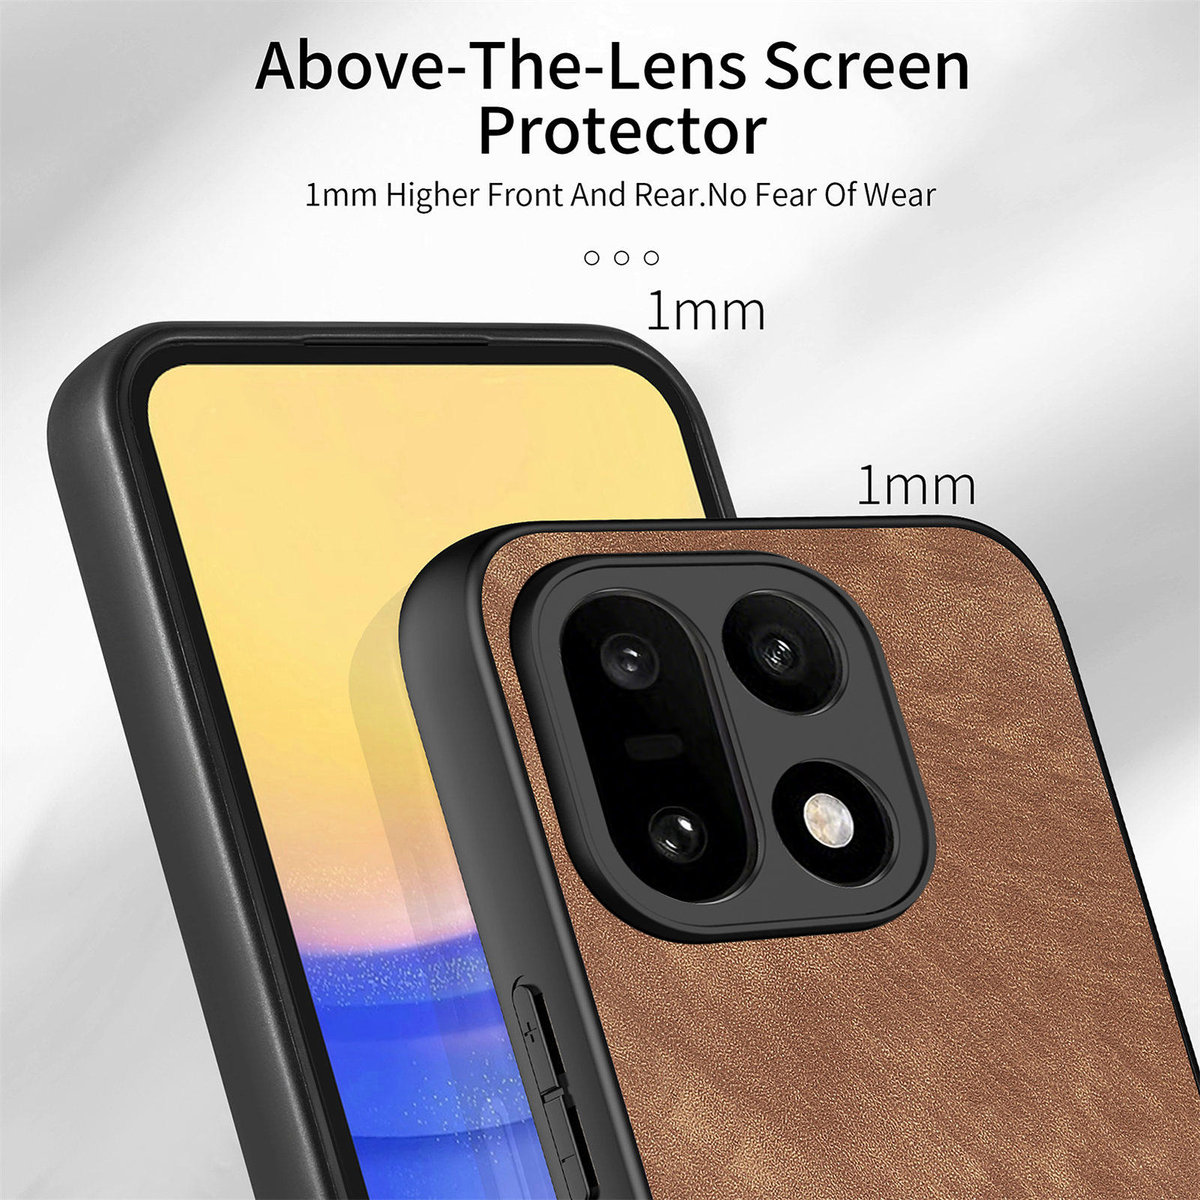 Above-The-Lens Screen
Protector
1mm Higher Front And Rear.No Fear Of Wear
1mm
1mm